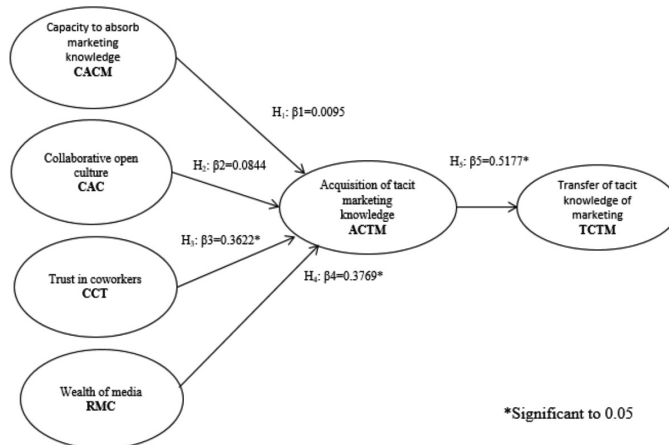 Capacity to absorb
marketing
knowledge
CACM
H₁: β1=0.0095
Collaborative open
culture
CAC
H₂: β2=0.0844
Acquisition of tacit
marketing
knowledge
ACTM
H₅: β5=0.5177*
Transfer of tacit
knowledge of
marketing
TCTM
H₃: β3=0.3622*
Trust in coworkers
CCT
H₄: β4=0.3769*
Wealth of media
RMC
*Significant to 0.05